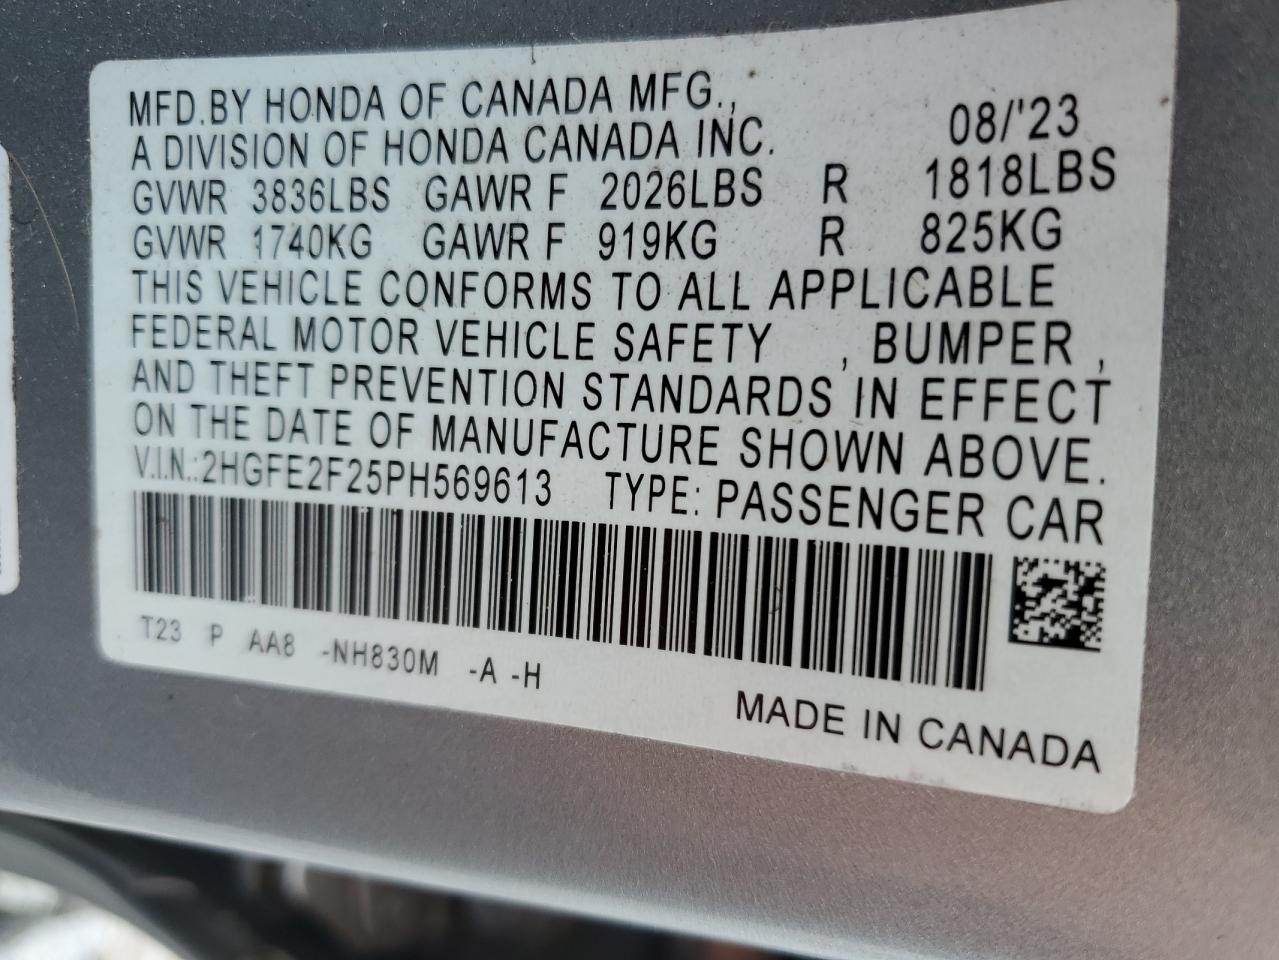 MFD.BY HONDA OF CANADA MFG.,
A DIVISION OF HONDA CANADA INC. 08/'23
GVWR 3836LBS GAWR F 2026LBS R 1818LBS
GVWR 1740KG GAWR F 919KG R 825KG
THIS VEHICLE CONFORMS TO ALL APPLICABLE
FEDERAL MOTOR VEHICLE SAFETY , BUMPER ,
AND THEFT PREVENTION STANDARDS IN EFFECT
ON THE DATE OF MANUFACTURE SHOWN ABOVE.
V.I.N.:2HGFE2F25PH569613 TYPE: PASSENGER CAR
T23 P AA8 -NH830M -A -H
MADE IN CANADA